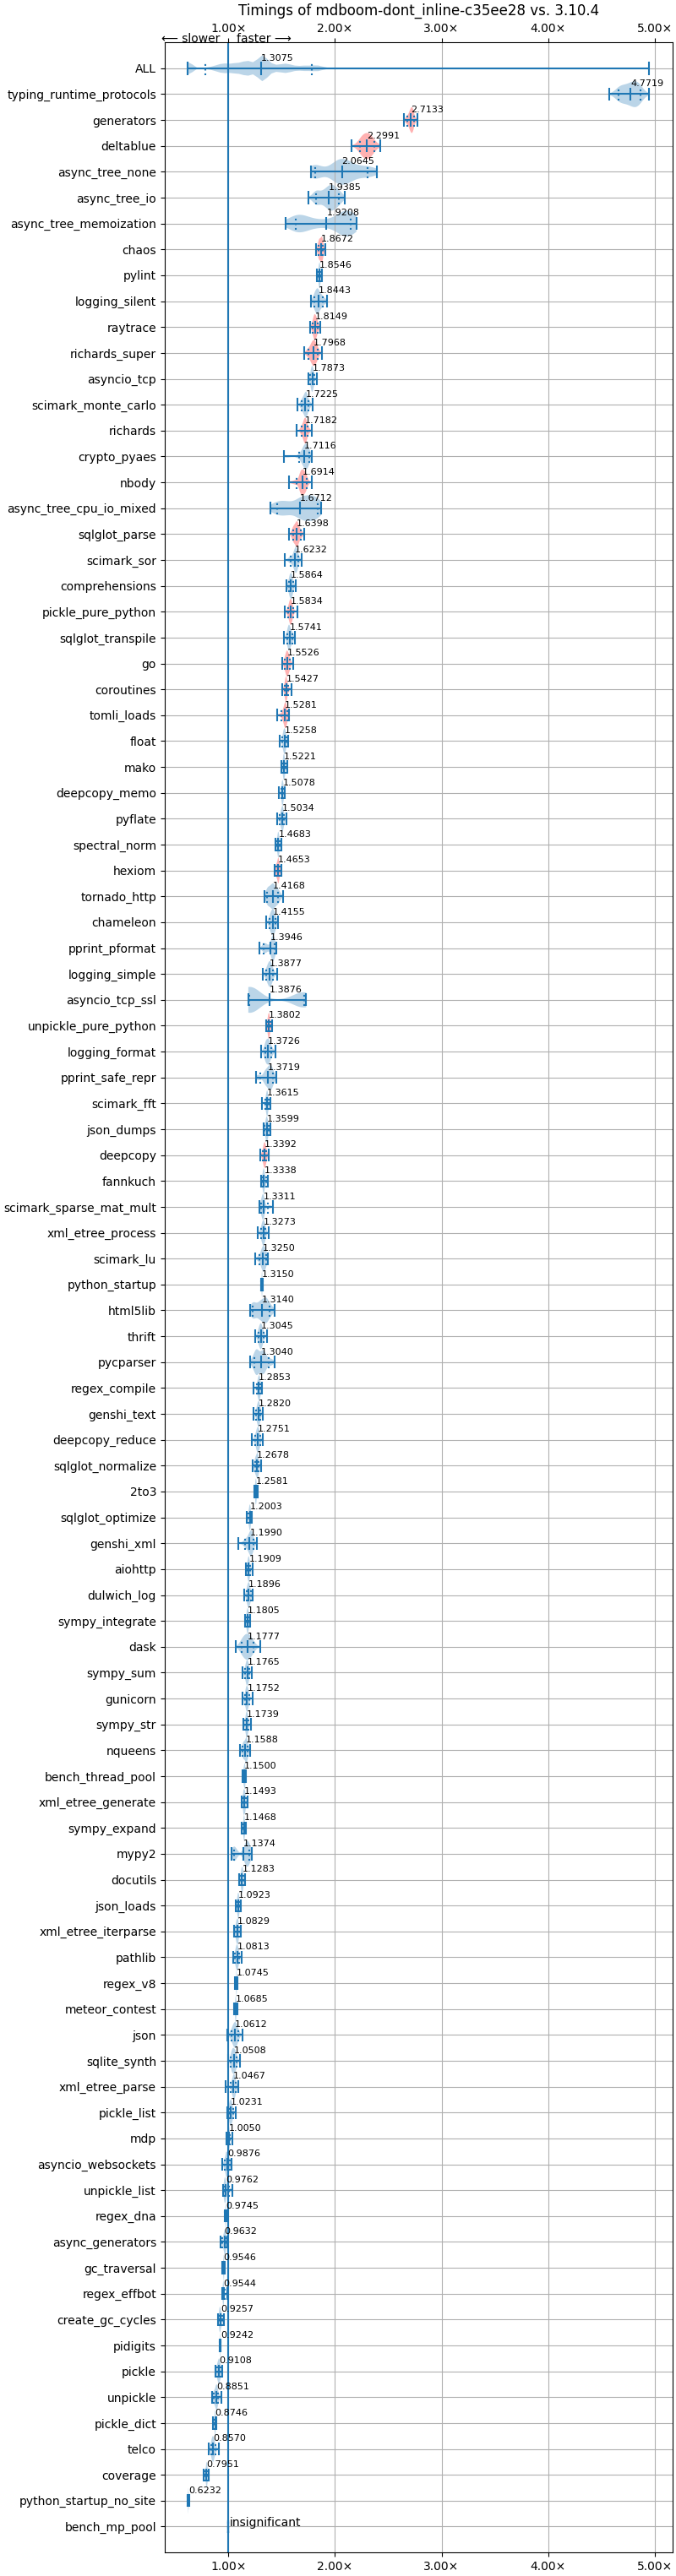 Timings of mdboom-dont_inline-c35ee28 vs. 3.10.4
1.00× 2.00× 3.00× 4.00× 5.00×
⟵ slower faster ⟶
ALL 1.3075
typing_runtime_protocols 4.7719
generators 2.7133
deltablue 2.2991
async_tree_none 2.0645
async_tree_io 1.9385
async_tree_memoization 1.9208
chaos 1.8672
pylint 1.8546
logging_silent 1.8443
raytrace 1.8149
richards_super 1.7968
asyncio_tcp 1.7873
scimark_monte_carlo 1.7225
richards 1.7182
crypto_pyaes 1.7116
nbody 1.6914
async_tree_cpu_io_mixed 1.6712
sqlglot_parse 1.6398
scimark_sor 1.6232
comprehensions 1.5864
pickle_pure_python 1.5834
sqlglot_transpile 1.5741
go 1.5526
coroutines 1.5427
tomli_loads 1.5281
float 1.5258
mako 1.5221
deepcopy_memo 1.5078
pyflate 1.5034
spectral_norm 1.4683
hexiom 1.4653
tornado_http 1.4168
chameleon 1.4155
pprint_pformat 1.3946
logging_simple 1.3877
asyncio_tcp_ssl 1.3876
unpickle_pure_python 1.3802
logging_format 1.3726
pprint_safe_repr 1.3719
scimark_fft 1.3615
json_dumps 1.3599
deepcopy 1.3392
fannkuch 1.3338
scimark_sparse_mat_mult 1.3311
xml_etree_process 1.3273
scimark_lu 1.3250
python_startup 1.3150
html5lib 1.3140
thrift 1.3045
pycparser 1.3040
regex_compile 1.2853
genshi_text 1.2820
deepcopy_reduce 1.2751
sqlglot_normalize 1.2678
2to3 1.2581
sqlglot_optimize 1.2003
genshi_xml 1.1990
aiohttp 1.1909
dulwich_log 1.1896
sympy_integrate 1.1805
dask 1.1777
sympy_sum 1.1765
gunicorn 1.1752
sympy_str 1.1739
nqueens 1.1588
bench_thread_pool 1.1500
xml_etree_generate 1.1493
sympy_expand 1.1468
mypy2 1.1374
docutils 1.1283
json_loads 1.0923
xml_etree_iterparse 1.0829
pathlib 1.0813
regex_v8 1.0745
meteor_contest 1.0685
json 1.0612
sqlite_synth 1.0508
xml_etree_parse 1.0467
pickle_list 1.0231
mdp 1.0050
asyncio_websockets 0.9876
unpickle_list 0.9762
regex_dna 0.9745
async_generators 0.9632
gc_traversal 0.9546
regex_effbot 0.9544
create_gc_cycles 0.9257
pidigits 0.9242
pickle 0.9108
unpickle 0.8851
pickle_dict 0.8746
telco 0.8570
coverage 0.7951
python_startup_no_site 0.6232
bench_mp_pool insignificant
1.00× 2.00× 3.00× 4.00× 5.00×